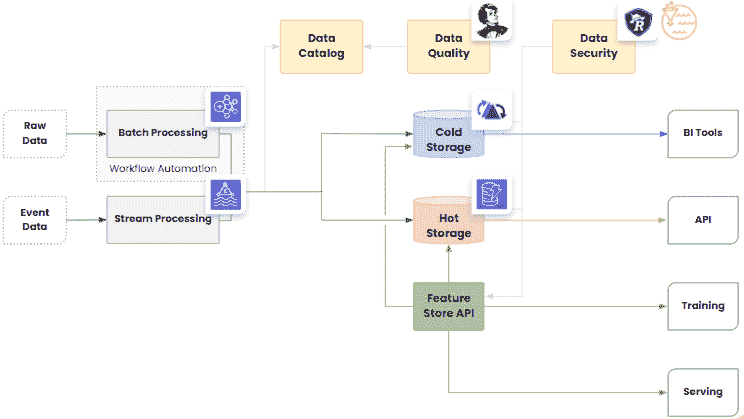 Data
Catalog
Data
Quality
Data
Security
R
Raw
Data
Batch Processing
Workflow Automation
Cold
Storage
BI Tools
Event
Data
Stream Processing
Hot
Storage
API
Feature
Store API
Training
Serving